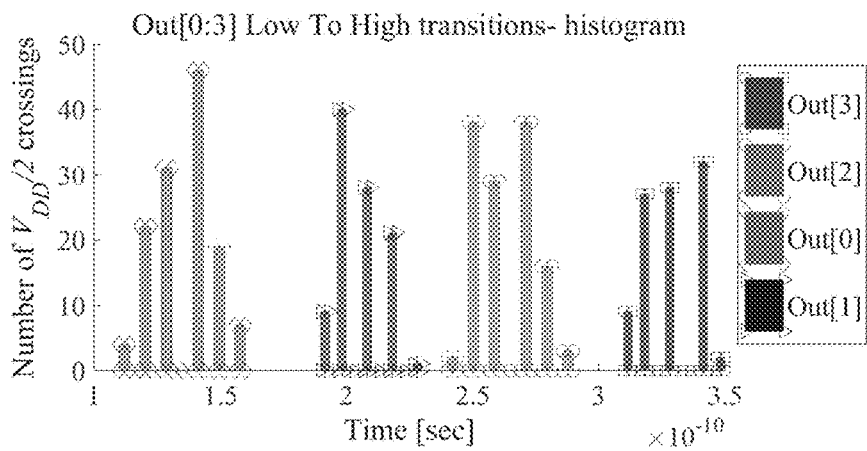 Out[0:3] Low To High transitions- histogram
Number of V_DD/2 crossings
50
40
30
20
10
0
1
1.5
2
2.5
3
3.5
Time [sec]
×10^-10
Out[3]
Out[2]
Out[0]
Out[1]